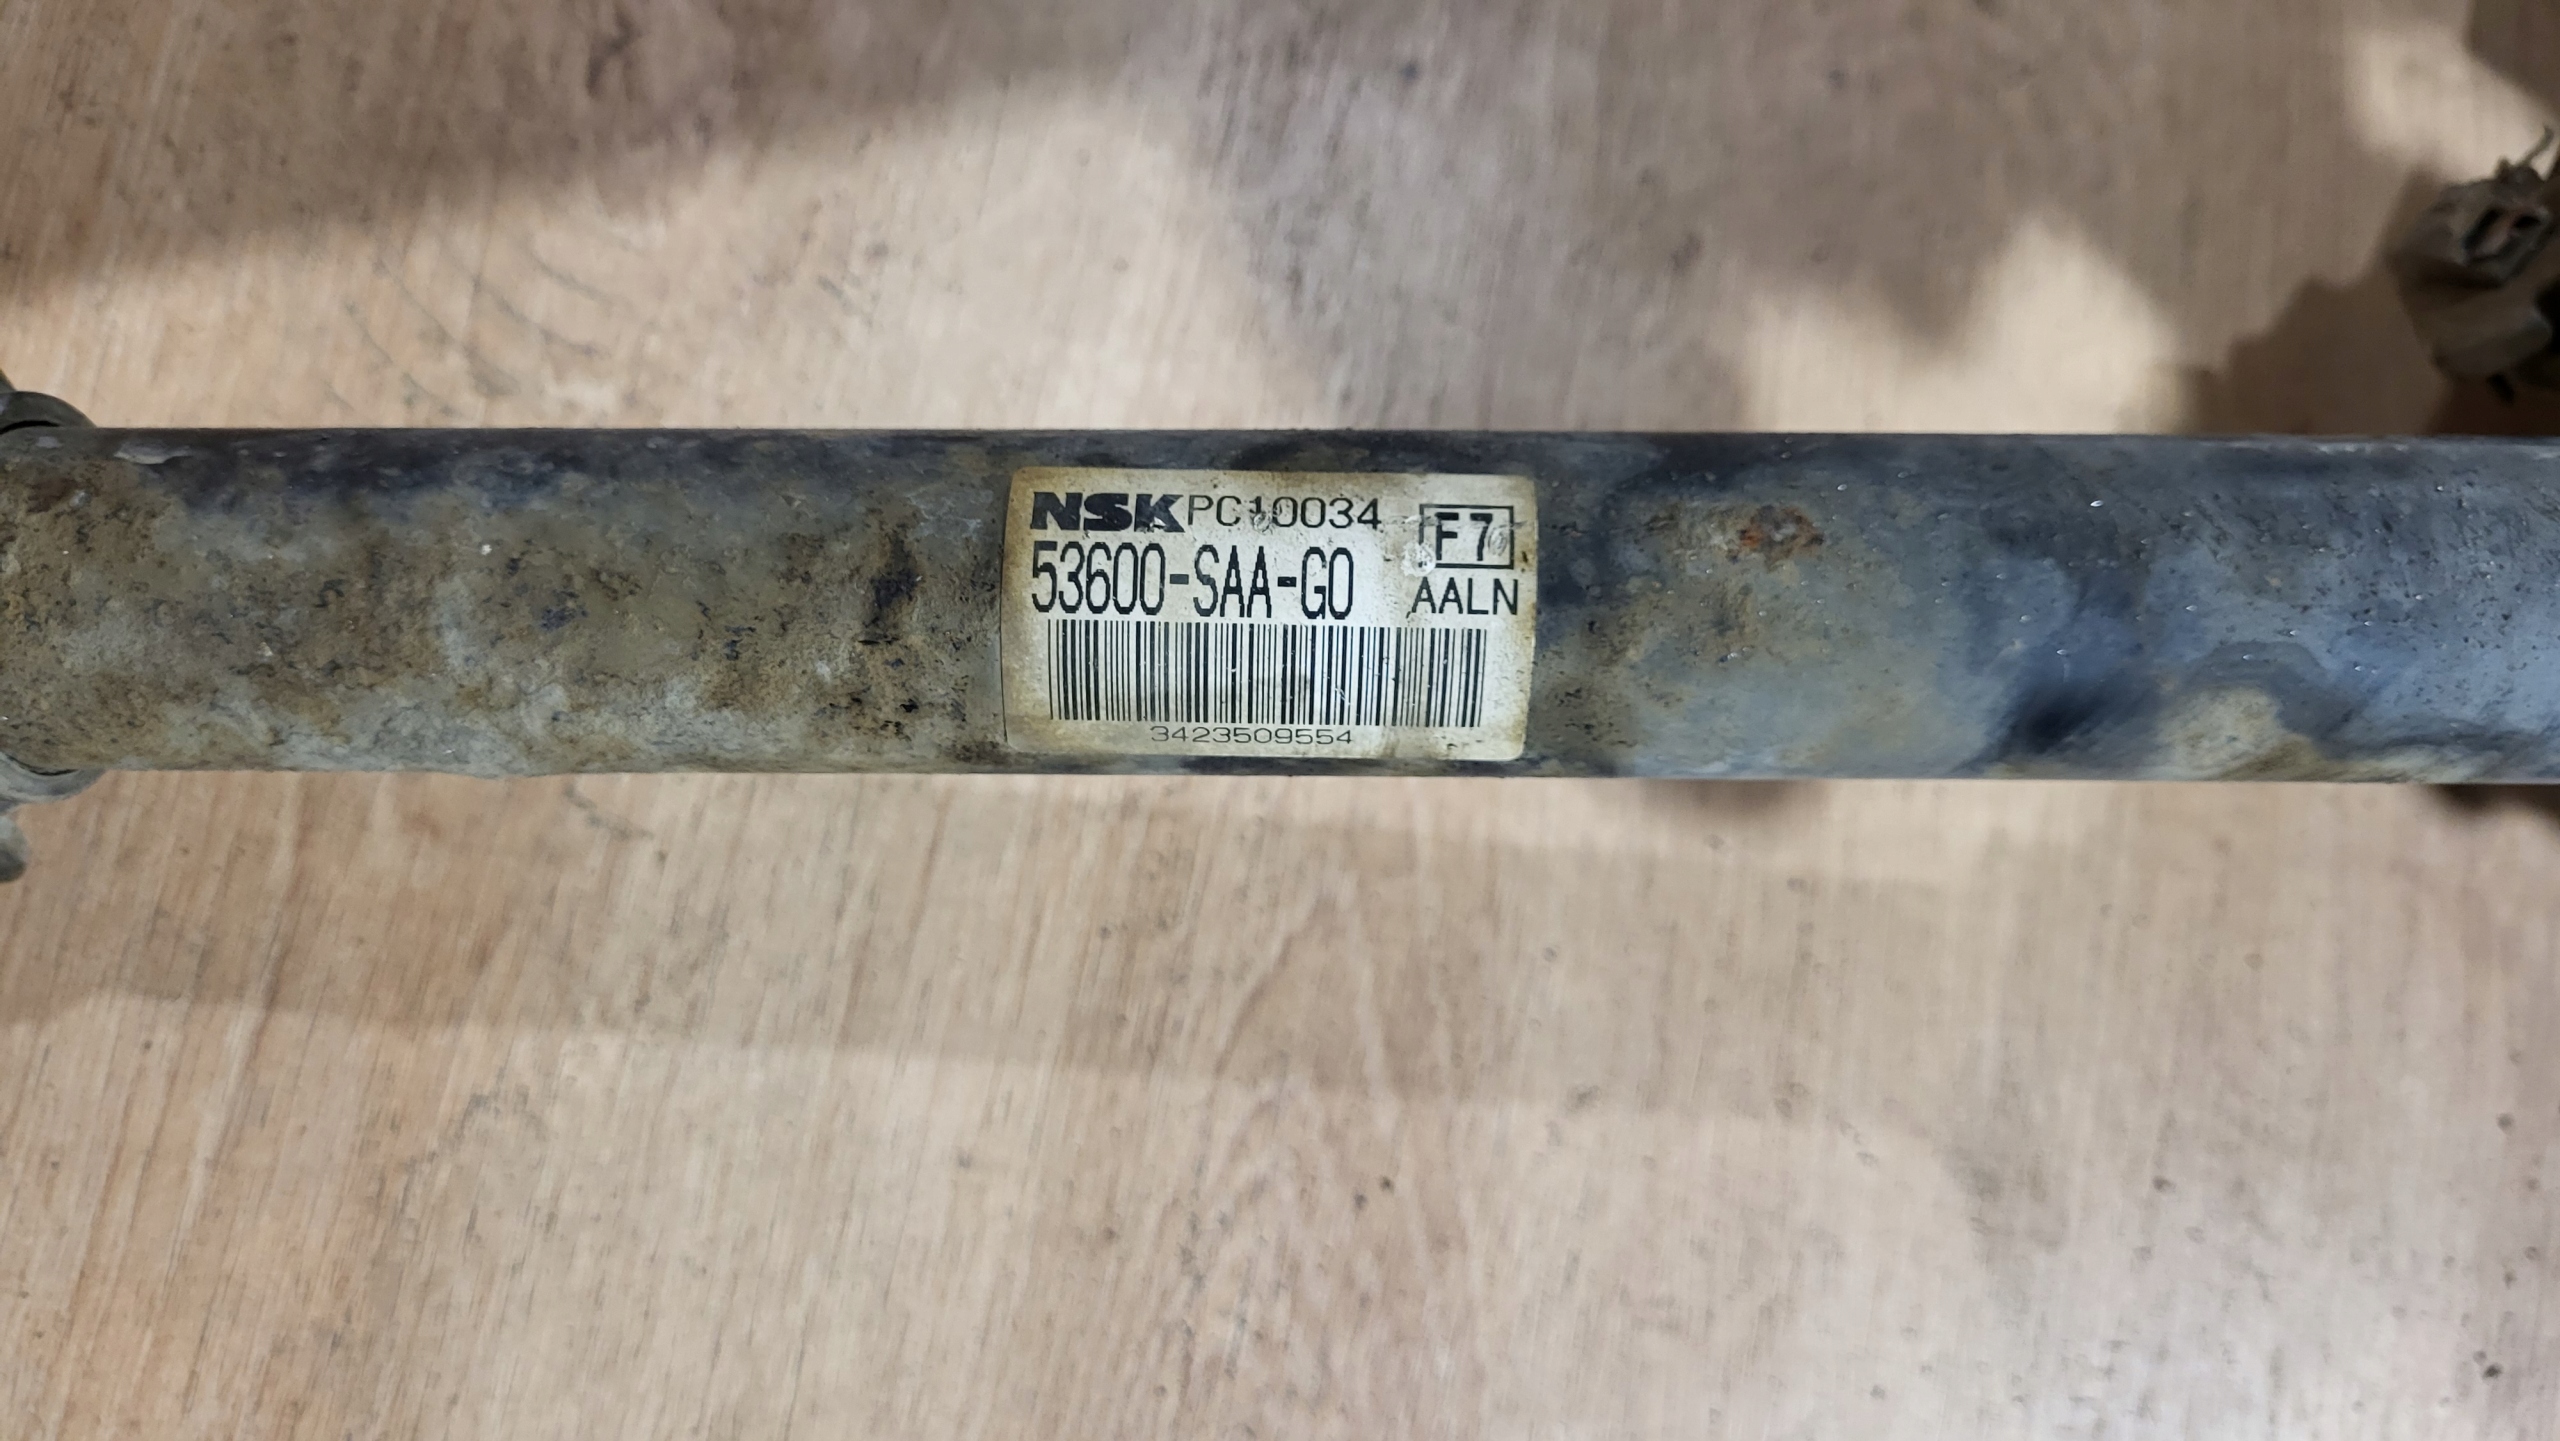 NSK PC10034
F7
53600-SAA-G0
AALN
3423509554